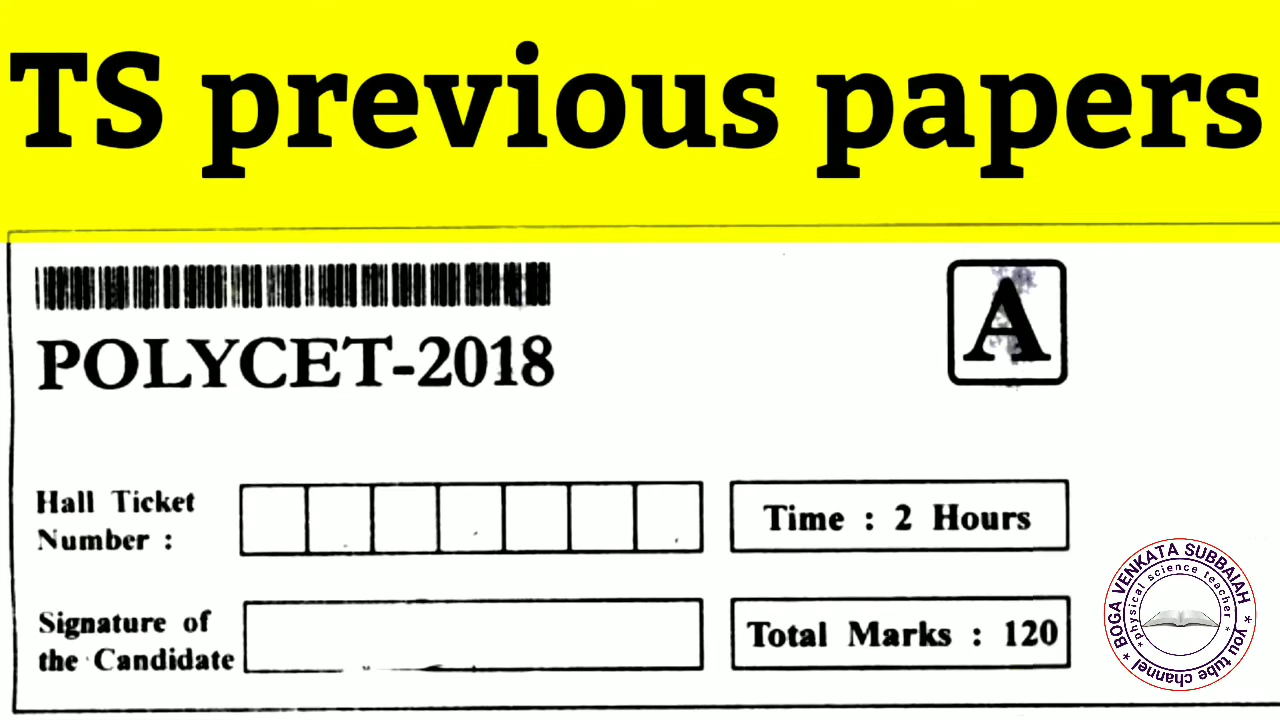 TS previous papers
POLYCET-2018
A
Hall Ticket
Number :
Time : 2 Hours
Signature of
the Candidate
Total Marks : 120
* BOGA VENKATA SUBBAIAH * you tube channel
* physical science teacher *